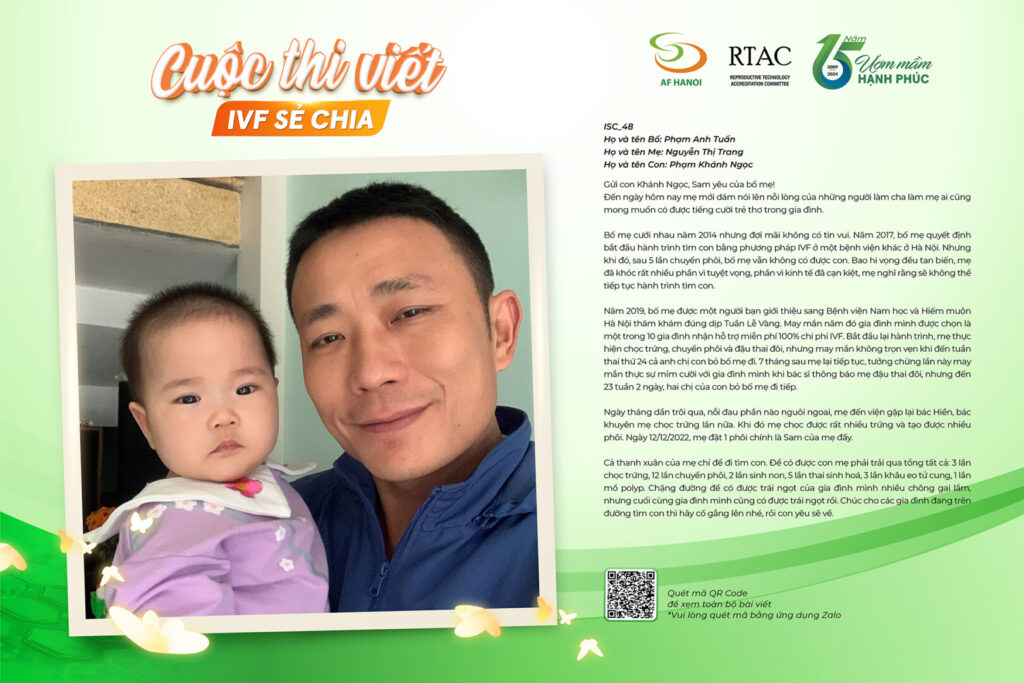 Cuộc thi viết
IVF SẺ CHIA
AF HANOI
RTAC
REPRODUCTIVE TECHNOLOGY
ACCREDITATION COMMITTEE
15 Năm
2009
2024
Ươm mầm
HẠNH PHÚC
ISC_48
Họ và tên Bố: Phạm Anh Tuấn
Họ và tên Mẹ: Nguyễn Thị Trang
Họ và tên Con: Phạm Khánh Ngọc
Gửi con Khánh Ngọc, Sam yêu của bố mẹ!
Đến ngày hôm nay mẹ mới dám nói lên nỗi lòng của những người làm cha làm mẹ ai cũng
mong muốn có được tiếng cười trẻ thơ trong gia đình.
Bố mẹ cưới nhau năm 2014 nhưng đợi mãi không có tin vui. Năm 2017, bố mẹ quyết định
bắt đầu hành trình tìm con bằng phương pháp IVF ở một bệnh viện khác ở Hà Nội. Nhưng
khi đó, sau 5 lần chuyển phôi, bố mẹ vẫn không có được con. Bao hi vọng đều tan biến, mẹ
đã khóc rất nhiều phần vì tuyệt vọng, phần vì kinh tế đã cạn kiệt, mẹ nghĩ rằng sẽ không thể
tiếp tục hành trình tìm con.
Năm 2019, bố mẹ được một người bạn giới thiệu sang Bệnh viện Nam học và Hiếm muộn
Hà Nội thăm khám đúng dịp Tuần Lễ Vàng. May mắn năm đó gia đình mình được chọn là
một trong 10 gia đình nhận hỗ trợ miễn phí 100% chi phí IVF. Bắt đầu lại hành trình, mẹ thực
hiện chọc trứng, chuyển phôi và đậu thai đôi, nhưng may mắn không trọn vẹn khi đến tuần
thai thứ 24 cả anh chị con bỏ bố mẹ đi. 7 tháng sau mẹ lại tiếp tục, tưởng chừng lần này may
mắn thực sự mỉm cười với gia đình mình khi bác sĩ thông báo mẹ đậu thai đôi, nhưng đến
23 tuần 2 ngày, hai chị của con bỏ bố mẹ đi tiếp.
Ngày tháng dần trôi qua, nỗi đau phần nào nguôi ngoai, mẹ đến viện gặp lại bác Hiền, bác
khuyên mẹ chọc trứng lần nữa. Khi đó mẹ chọc được rất nhiều trứng và tạo được nhiều
phôi. Ngày 12/12/2022, mẹ đặt 1 phôi chính là Sam của mẹ đấy.
Cả thanh xuân của mẹ chỉ để đi tìm con. Để có được con mẹ phải trải qua tổng tất cả: 3 lần
chọc trứng, 12 lần chuyển phôi, 2 lần sinh non, 5 lần thai sinh hoá, 3 lần khâu eo tử cung, 1 lần
mổ polyp. Chặng đường để có được trái ngọt của gia đình mình nhiều chông gai lắm,
nhưng cuối cùng gia đình mình cũng có được trái ngọt rồi. Chúc cho các gia đình đang trên
đường tìm con thì hãy cố gắng lên nhé, rồi con yêu sẽ về.
Quét mã QR Code
để xem toàn bộ bài viết
*Vui lòng quét mã bằng ứng dụng Zalo